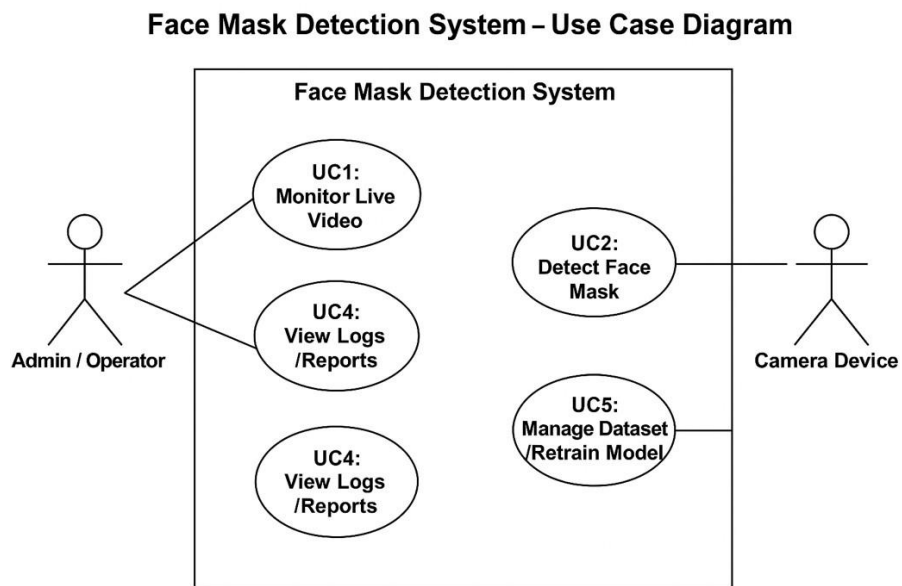 Face Mask Detection System – Use Case Diagram
Face Mask Detection System
UC1:
Monitor Live
Video
UC4:
View Logs
/Reports
UC4:
View Logs
/Reports
UC2:
Detect Face
Mask
UC5:
Manage Dataset
/Retrain Model
Admin / Operator
Camera Device